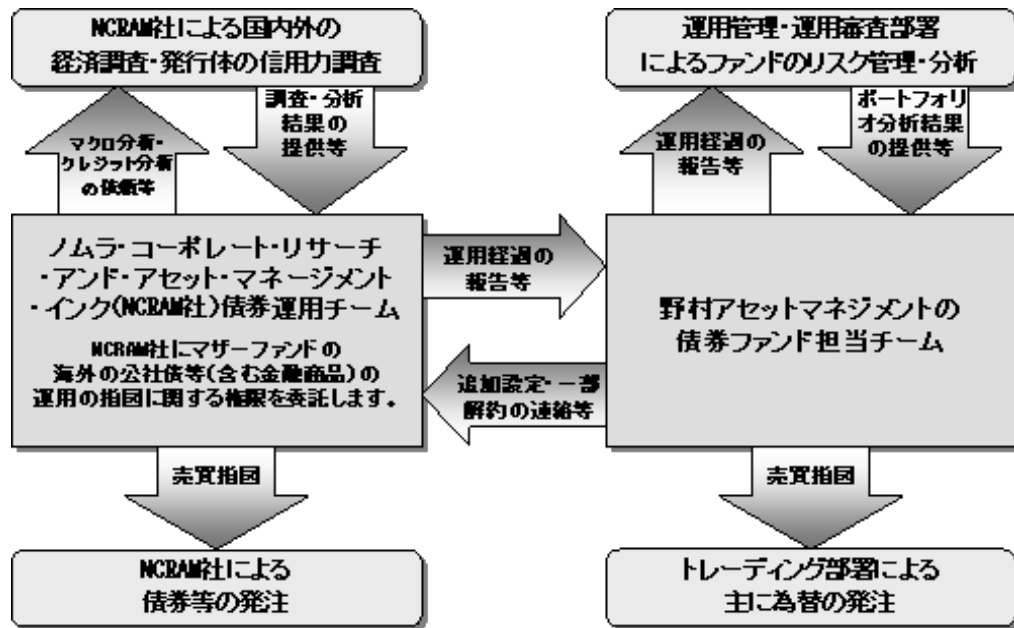 NCRAM社による国内外の
経済調査・発行体の信用力調査
運用管理・運用審査部署
によるファンドのリスク管理・分析
マクロ分析・
クレジット分析
の依頼等
調査・分析
結果の
提供等
運用経過の
報告等
ポートフォリ
オ分析結果
の提供等
ノムラ・コーポレート・リサーチ
・アンド・アセット・マネージメント
・インク(NCRAM社)債券運用チーム
NCRAM社にマザーファンドの
海外の公社債等(含む金融商品)の
運用の指図に関する権限を委託します。
運用経過の
報告等
追加設定・一部
解約の連絡等
野村アセットマネジメントの
債券ファンド担当チーム
売買指図
売買指図
NCRAM社による
債券等の発注
トレーディング部署による
主に為替の発注